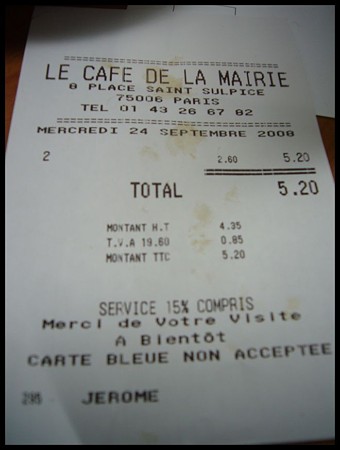 LE CAFE DE LA MAIRIE
8 PLACE SAINT SULPICE
75006 PARIS
TEL 01 43 26 67 82
MERCREDI 24 SEPTEMBRE 2008
2 2.60 5.20
TOTAL 5.20
MONTANT H.T 4.35
T.V.A 19.60 0.85
MONTANT TTC 5.20
SERVICE 15% COMPRIS
Merci de Votre Visite
A Bientôt
CARTE BLEUE NON ACCEPTEE
JEROME